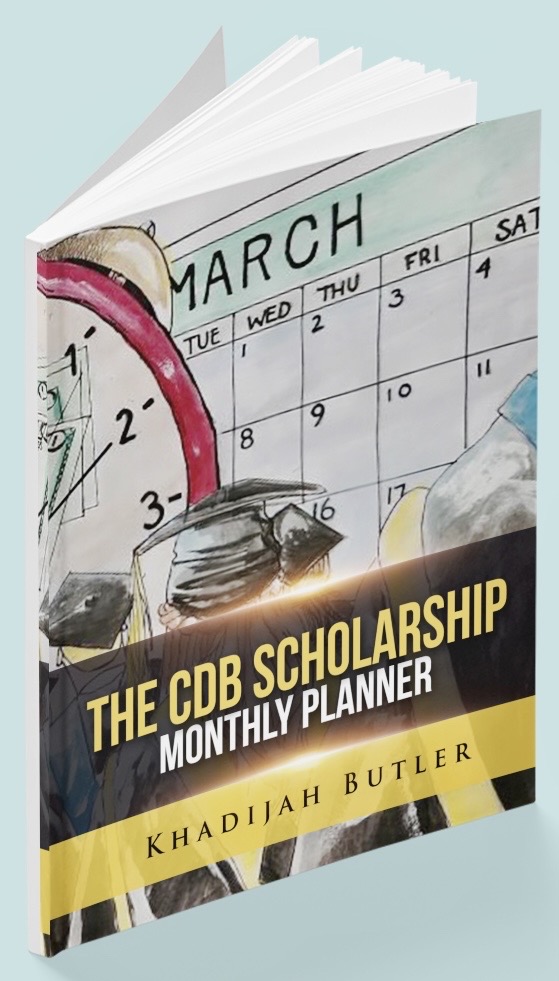 MARCH
TUE WED THU FRI SAT
1 2 3 4
8 9 10 11
16 17
1
2
3
THE CDB SCHOLARSHIP
MONTHLY PLANNER
KHADIJAH BUTLER